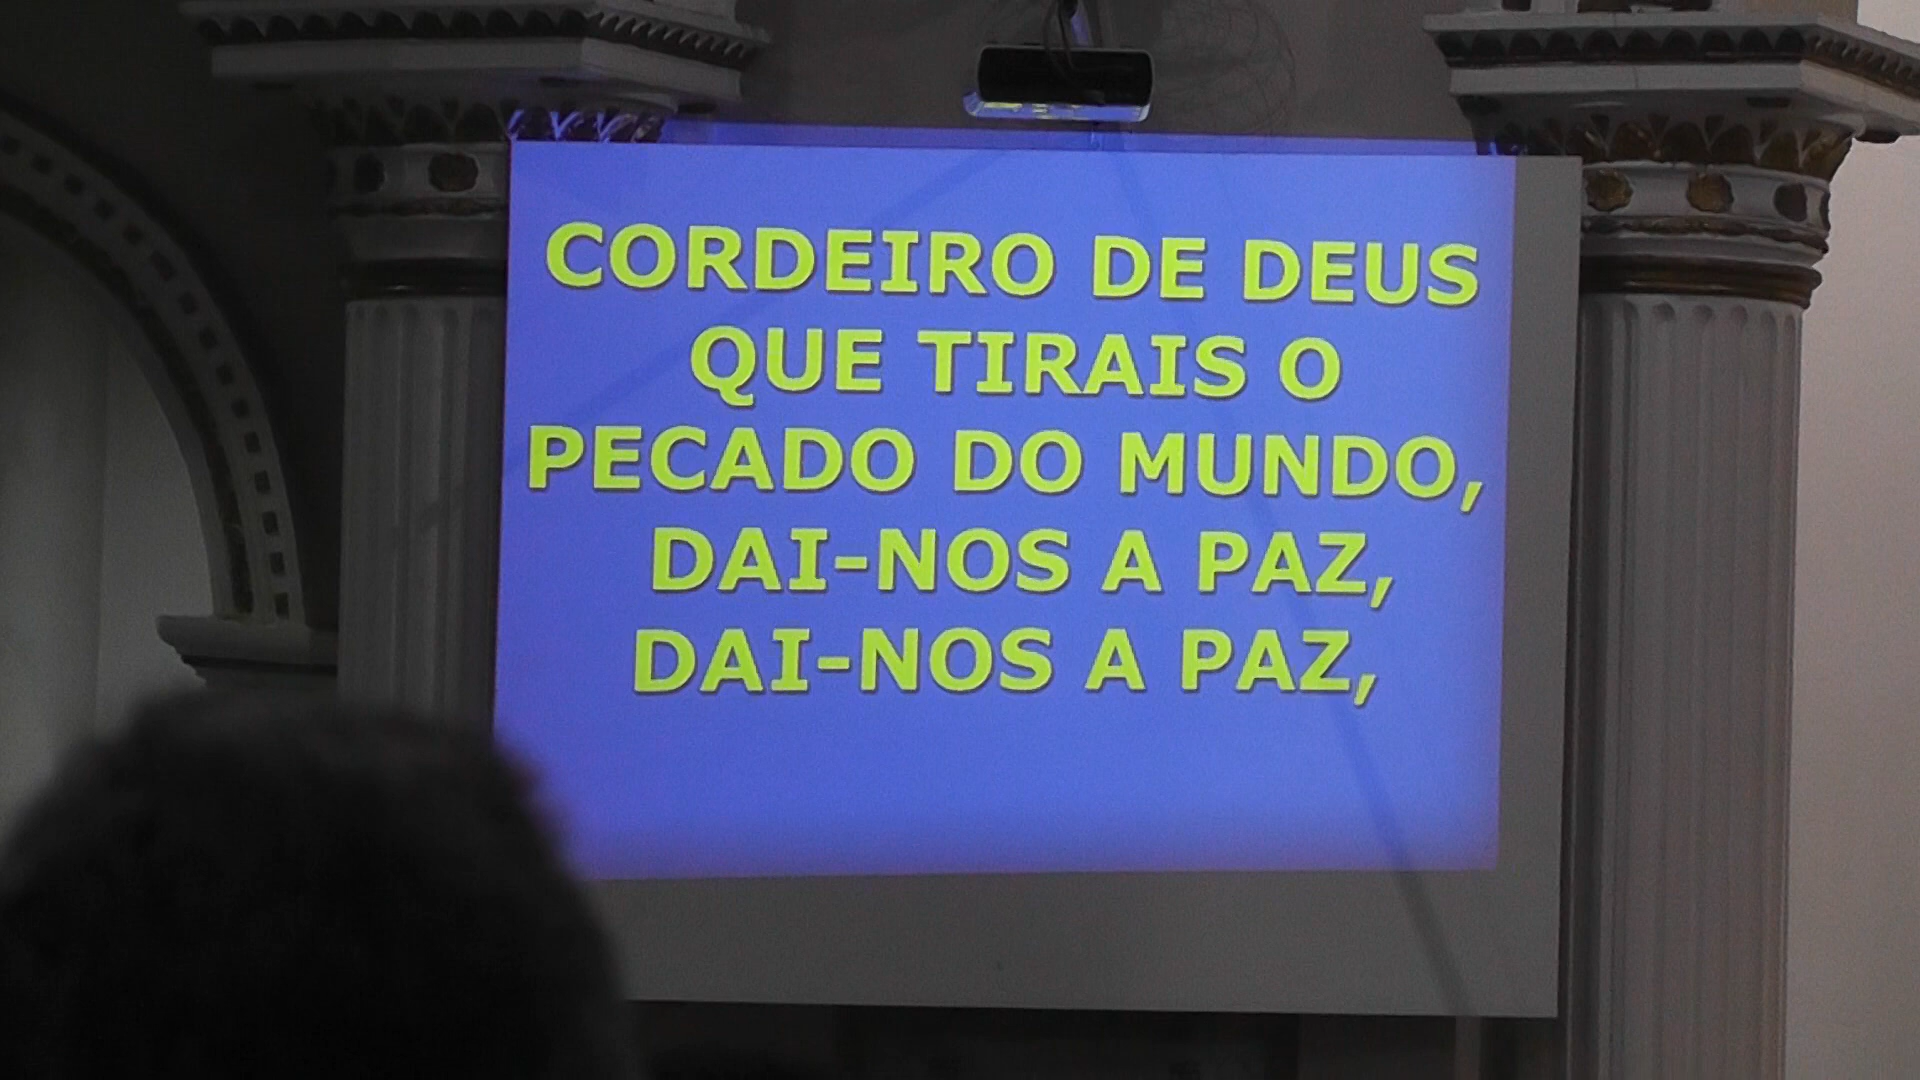 CORDEIRO DE DEUS
QUE TIRAIS O
PECADO DO MUNDO,
DAI-NOS A PAZ,
DAI-NOS A PAZ,